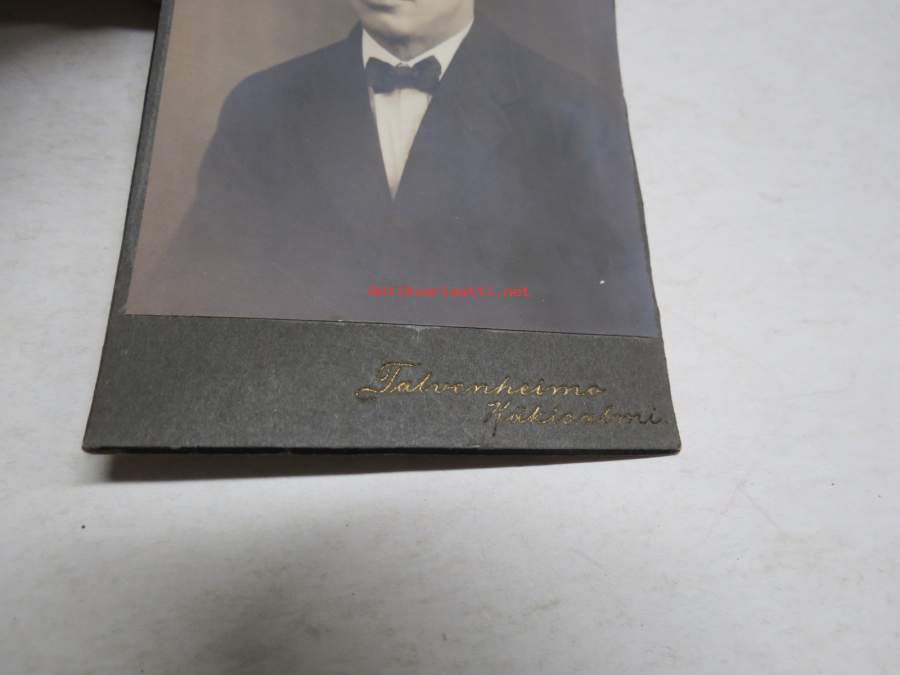 antikvariaatti.net
Talvenheimo
Käkisalmi.